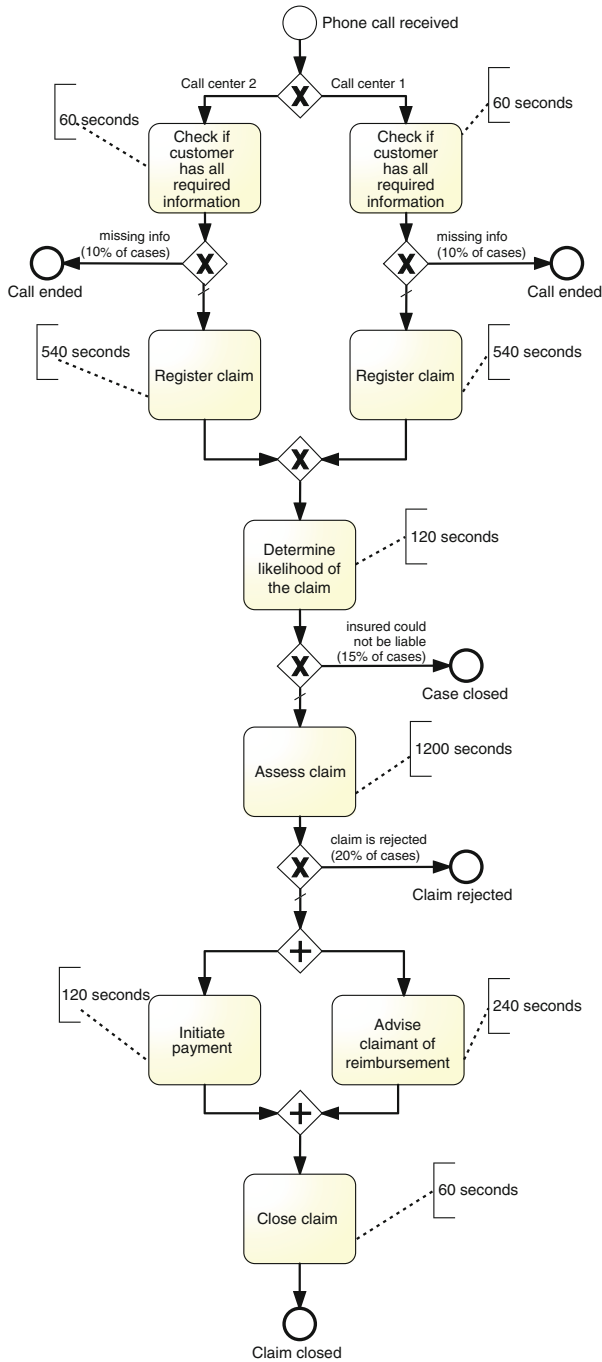 Phone call received
Call center 2
Call center 1
X
60 seconds
60 seconds
Check if
customer
has all
required
information
Check if
customer
has all
required
information
missing info
(10% of cases)
missing info
(10% of cases)
X
X
Call ended
Call ended
540 seconds
540 seconds
Register claim
Register claim
X
120 seconds
Determine
likelihood of
the claim
insured could
not be liable
(15% of cases)
X
Case closed
1200 seconds
Assess claim
claim is rejected
(20% of cases)
X
Claim rejected
+
120 seconds
240 seconds
Initiate
payment
Advise
claimant of
reimbursement
+
60 seconds
Close claim
Claim closed